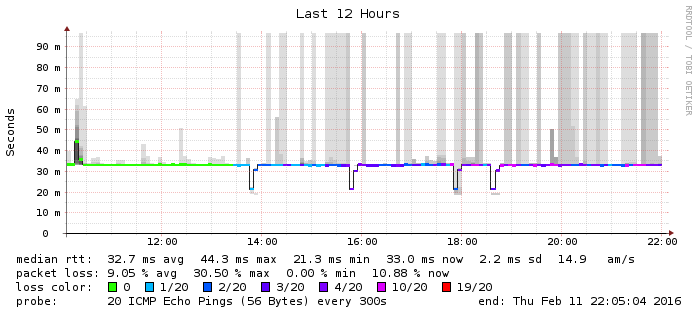 Last 12 Hours
RRDTOOL / TOBI OETIKER
Seconds
90 m
80 m
70 m
60 m
50 m
40 m
30 m
20 m
10 m
0
12:00 14:00 16:00 18:00 20:00 22:00
median rtt: 32.7 ms avg 44.3 ms max 21.3 ms min 33.0 ms now 2.2 ms sd 14.9 am/s
packet loss: 9.05 % avg 30.50 % max 0.00 % min 10.88 % now
loss color: 0 1/20 2/20 3/20 4/20 10/20 19/20
probe: 20 ICMP Echo Pings (56 Bytes) every 300s end: Thu Feb 11 22:05:04 2016